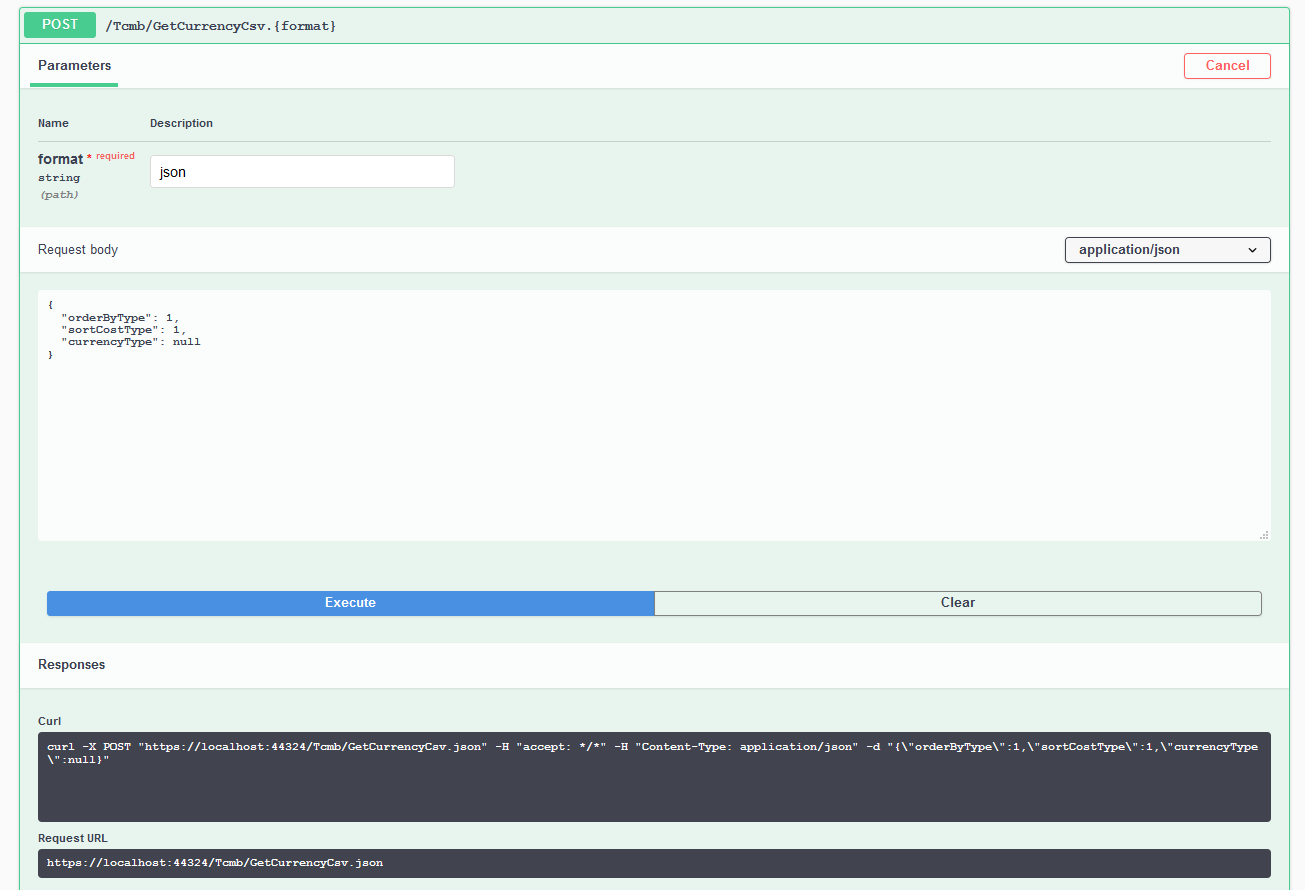 POST /Tcmb/GetCurrencyCsv.{format}
Parameters Cancel
Name Description
format * required
string
(path)
json
Request body application/json
{
  "orderByType": 1,
  "sortCostType": 1,
  "currencyType": null
}
Execute Clear
Responses
Curl
curl -X POST "https://localhost:44324/Tcmb/GetCurrencyCsv.json" -H "accept: */*" -H "Content-Type: application/json" -d "{\"orderByType\":1,\"sortCostType\":1,\"currencyType
\":null}"
Request URL
https://localhost:44324/Tcmb/GetCurrencyCsv.json